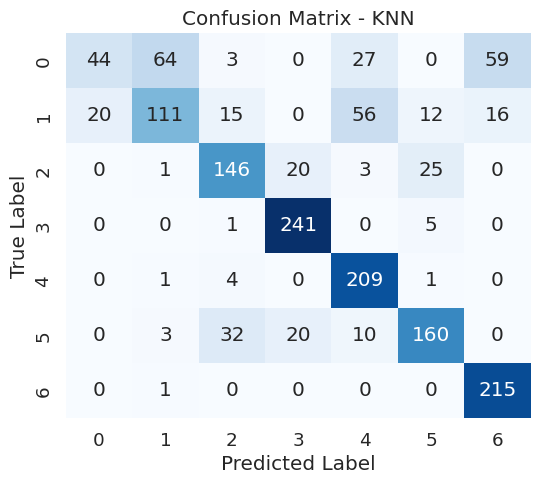 Confusion Matrix - KNN
0 44 64 3 0 27 0 59
1 20 111 15 0 56 12 16
2 0 1 146 20 3 25 0
3 0 0 1 241 0 5 0
4 0 1 4 0 209 1 0
5 0 3 32 20 10 160 0
6 0 1 0 0 0 0 215
True Label
0 1 2 3 4 5 6
Predicted Label